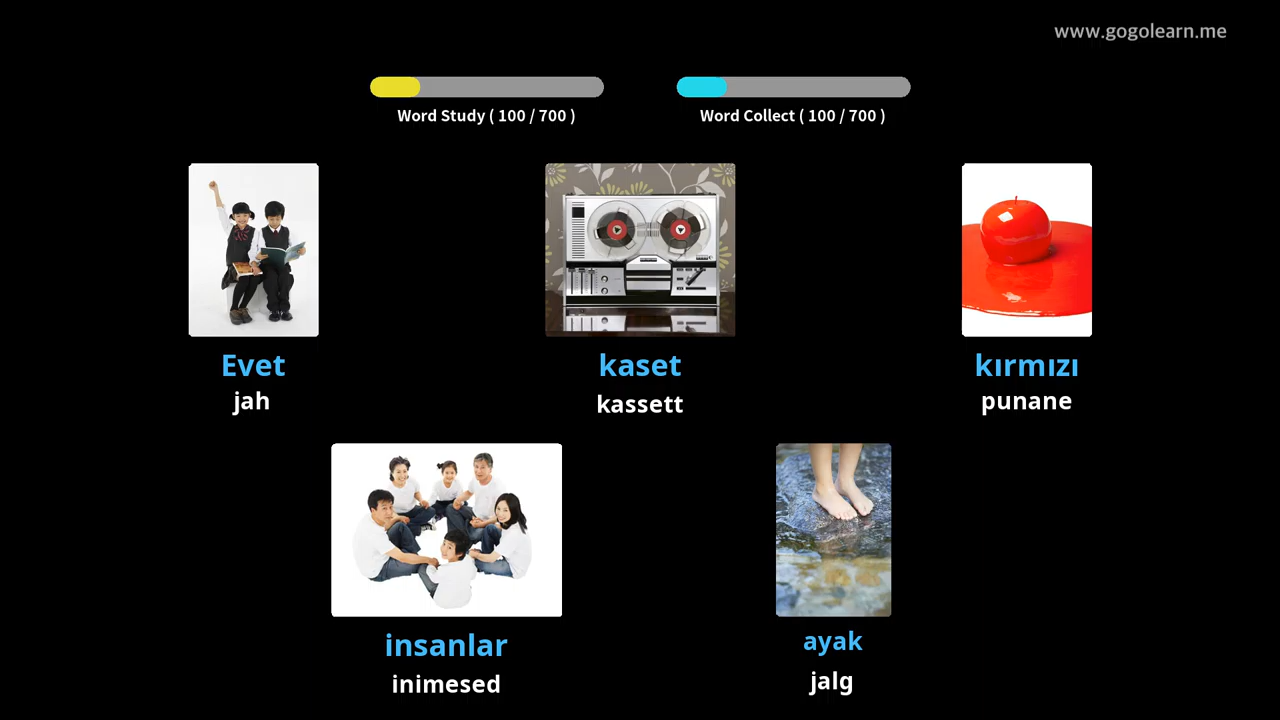 www.gogolearn.me
Word Study ( 100 / 700 )
Word Collect ( 100 / 700 )
Evet
jah
kaset
kassett
kırmızı
punane
insanlar
inimesed
ayak
jalg